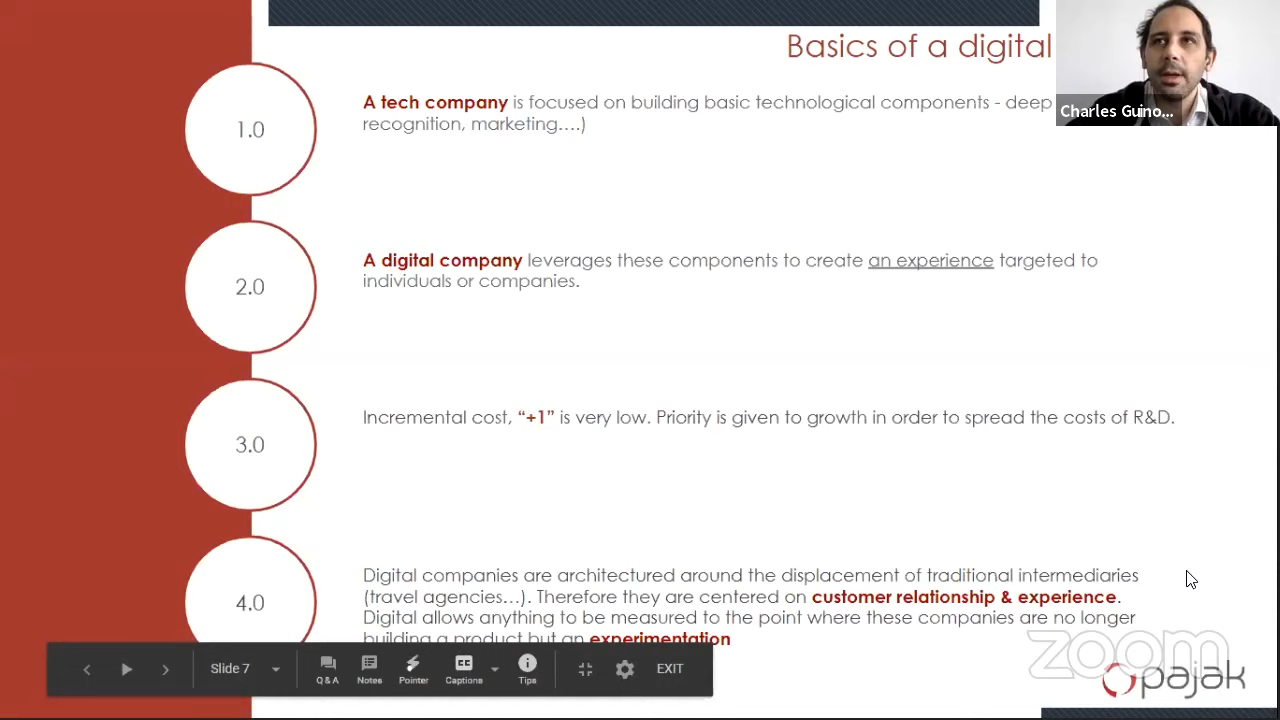 Basics of a digital
Charles Guino...
1.0
A tech company is focused on building basic technological components - deep
recognition, marketing....)
2.0
A digital company leverages these components to create an experience targeted to
individuals or companies.
3.0
Incremental cost, “+1” is very low. Priority is given to growth in order to spread the costs of R&D.
4.0
Digital companies are architectured around the displacement of traditional intermediaries
(travel agencies...). Therefore they are centered on customer relationship & experience.
Digital allows anything to be measured to the point where these companies are no longer
building a product but an experimentation
Slide 7
Q & A
Notes
Pointer
CC
Captions
Tips
EXIT
zoom
pajak